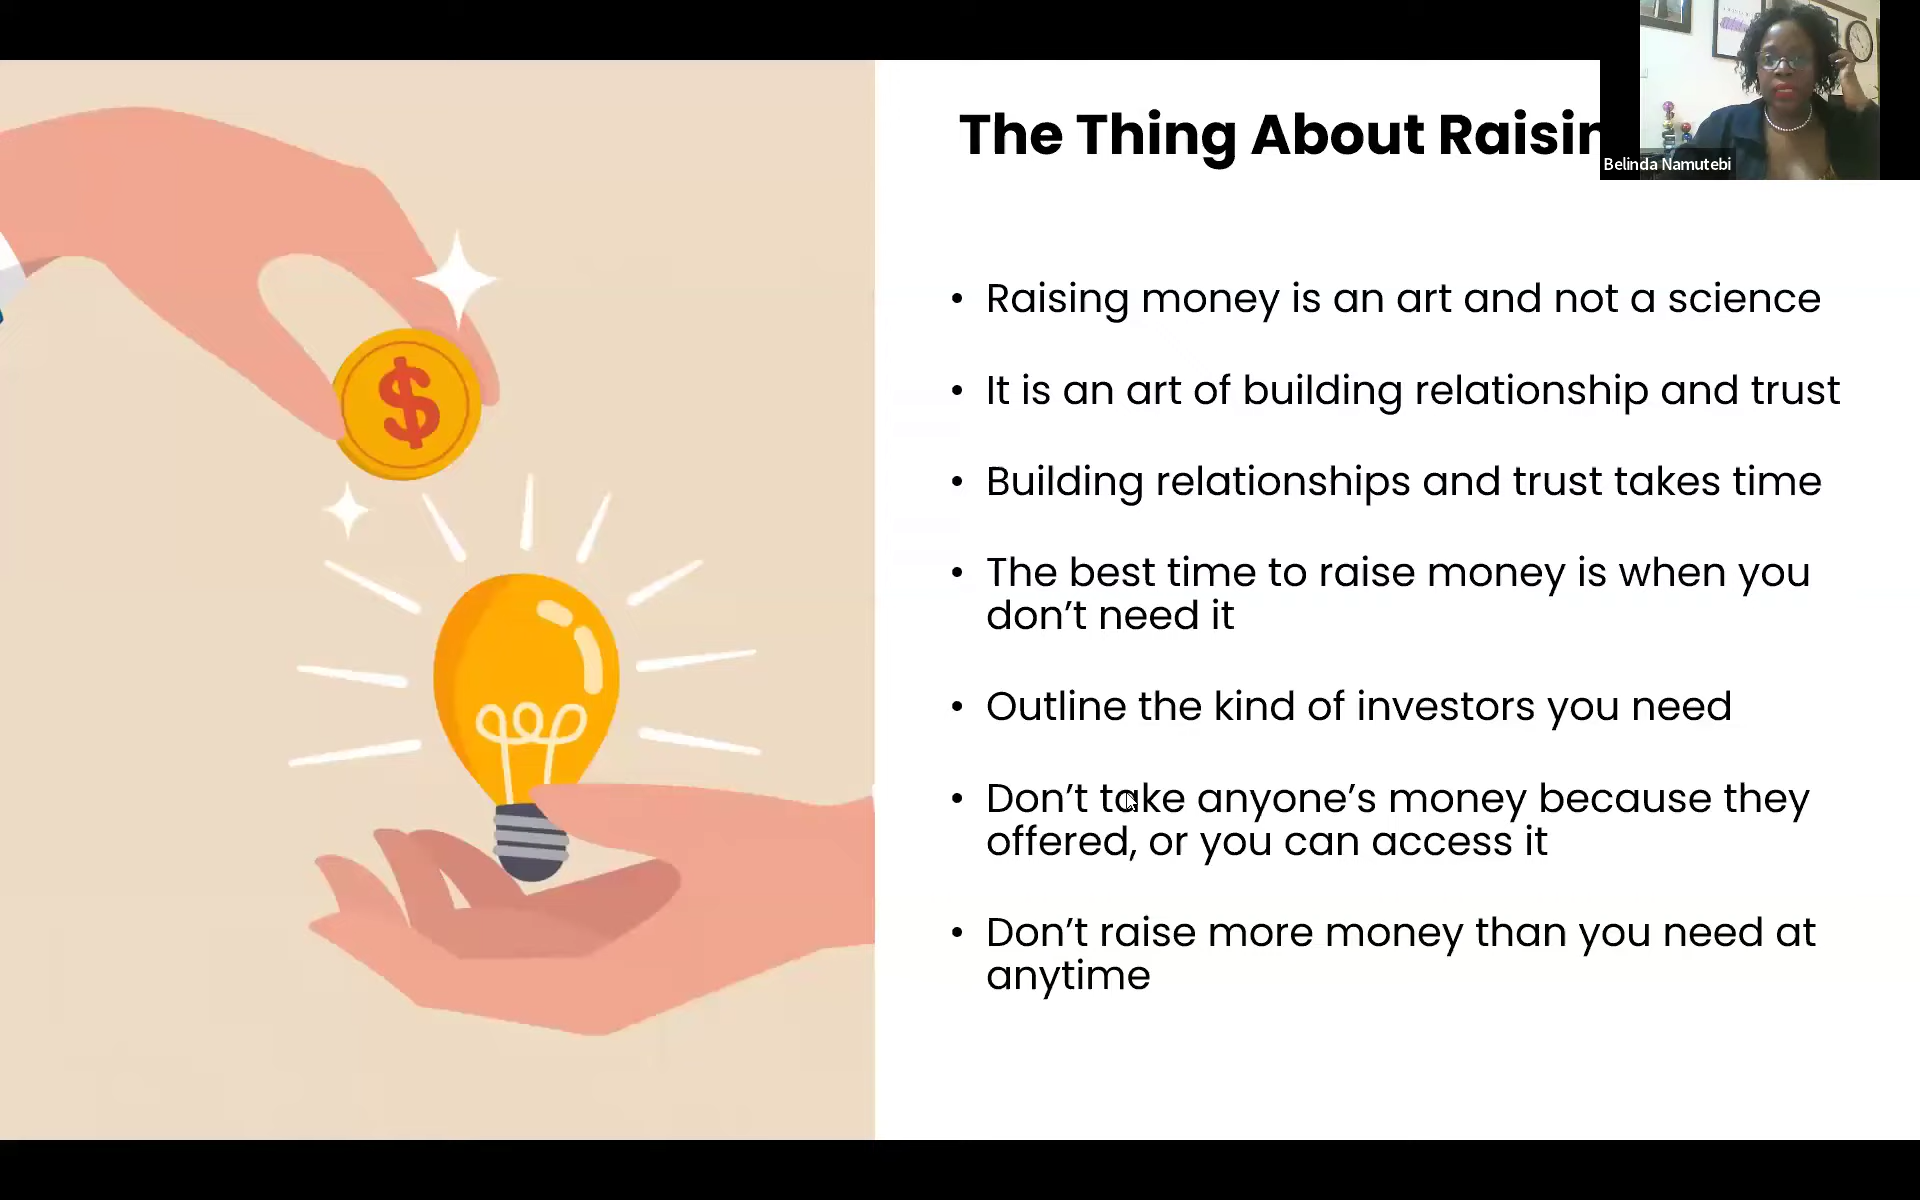 The Thing About Raisin
Belinda Namutebi
• Raising money is an art and not a science
• It is an art of building relationship and trust
• Building relationships and trust takes time
• The best time to raise money is when you
don’t need it
• Outline the kind of investors you need
• Don’t take anyone’s money because they
offered, or you can access it
• Don’t raise more money than you need at
anytime
$